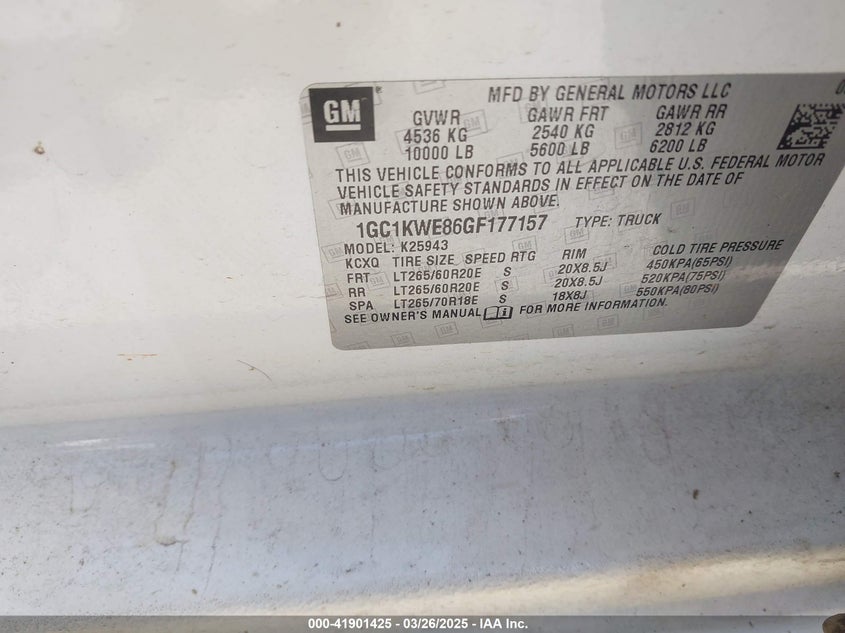 GM ® MFD BY GENERAL MOTORS LLC
GVWR GAWR FRT GAWR RR
4536 KG 2540 KG 2812 KG
10000 LB 5600 LB 6200 LB
THIS VEHICLE CONFORMS TO ALL APPLICABLE U.S. FEDERAL MOTOR
VEHICLE SAFETY STANDARDS IN EFFECT ON THE DATE OF
MANUFACTURE SHOWN ABOVE.
1GC1KWE86GF177157 TYPE: TRUCK
MODEL: K25943
KCXQ TIRE SIZE SPEED RTG RIM COLD TIRE PRESSURE
FRT LT265/60R20E S 20X8.5J 450KPA(65PSI)
RR LT265/60R20E S 20X8.5J 520KPA(75PSI)
SPA LT265/70R18E S 18X8J 550KPA(80PSI)
SEE OWNER'S MANUAL FOR MORE INFORMATION.
000-41901425 - 03/26/2025 - IAA Inc.